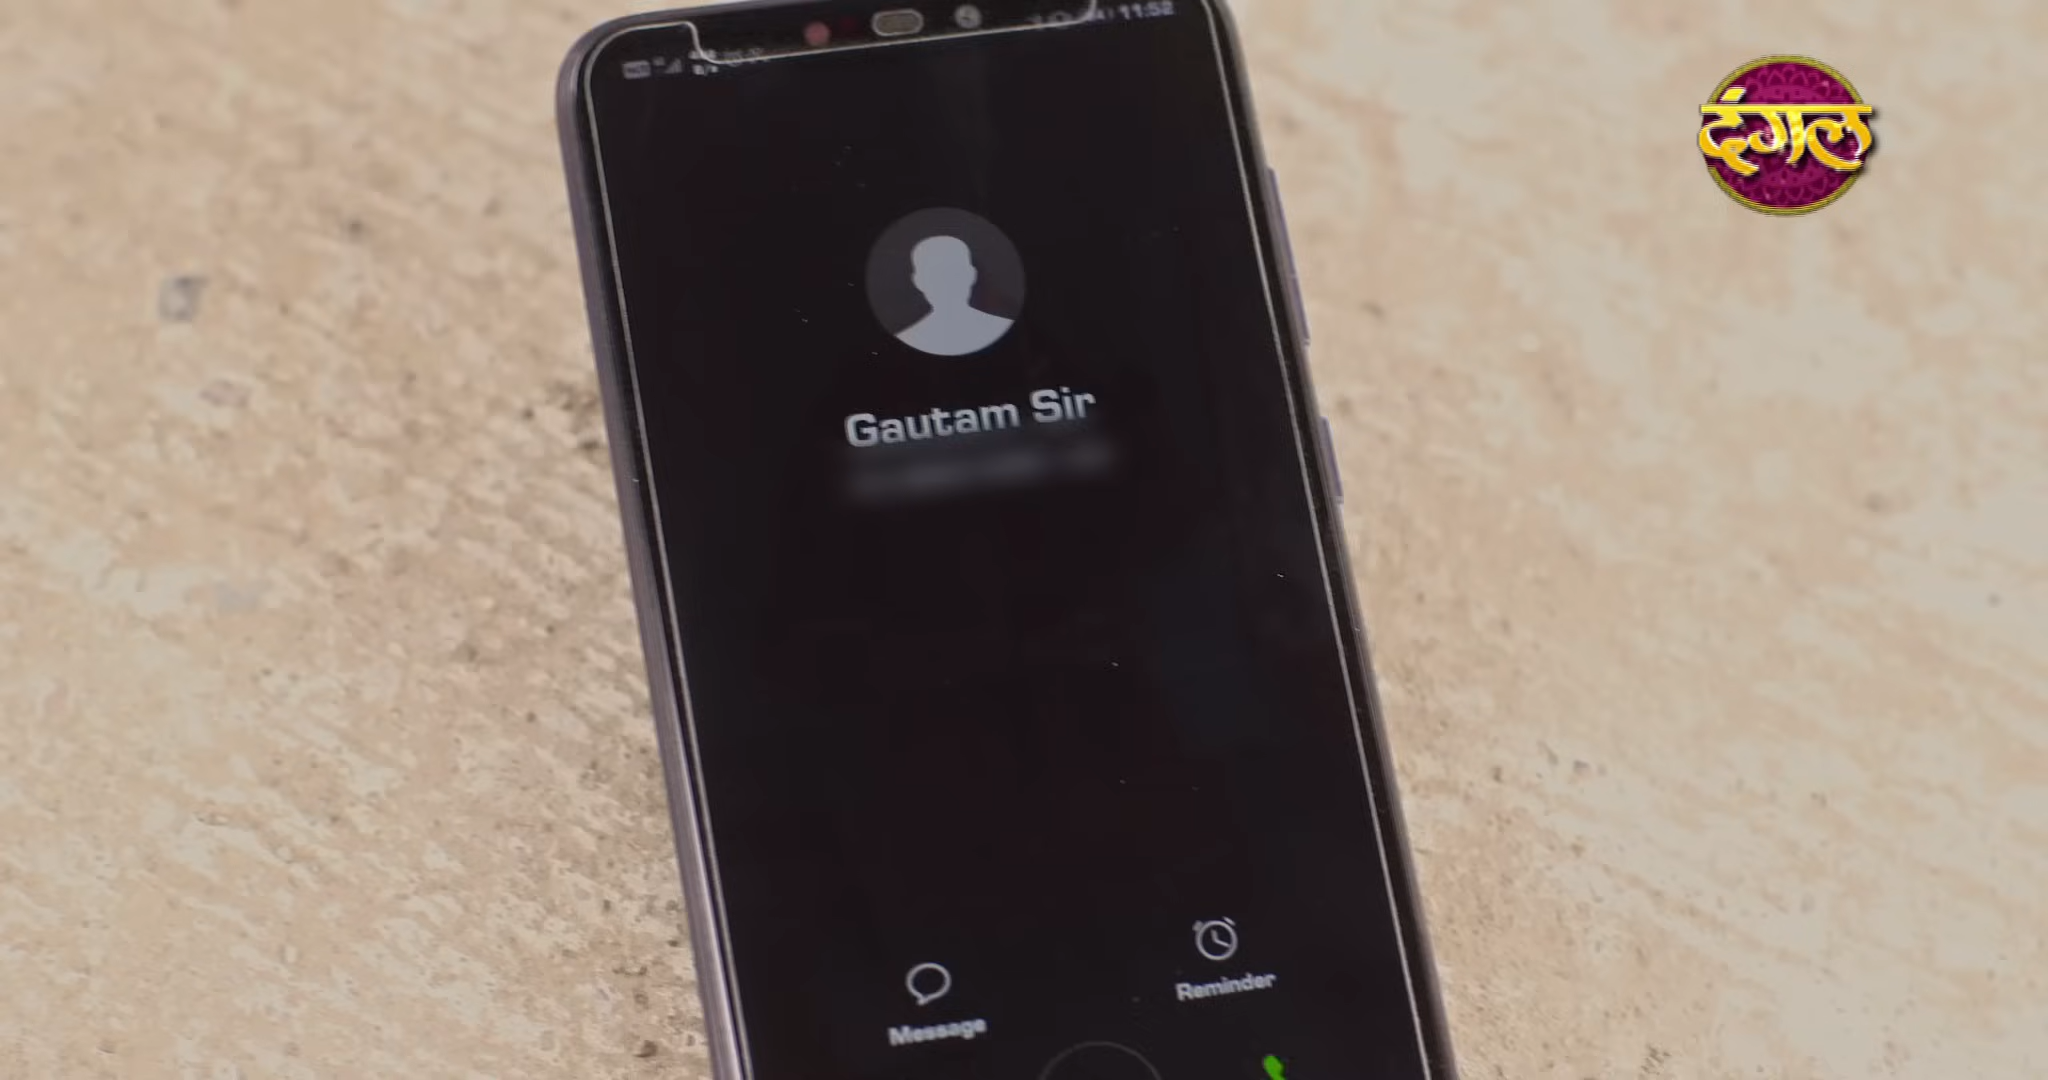 11:52
दंगल
Gautam Sir
Reminder
Message